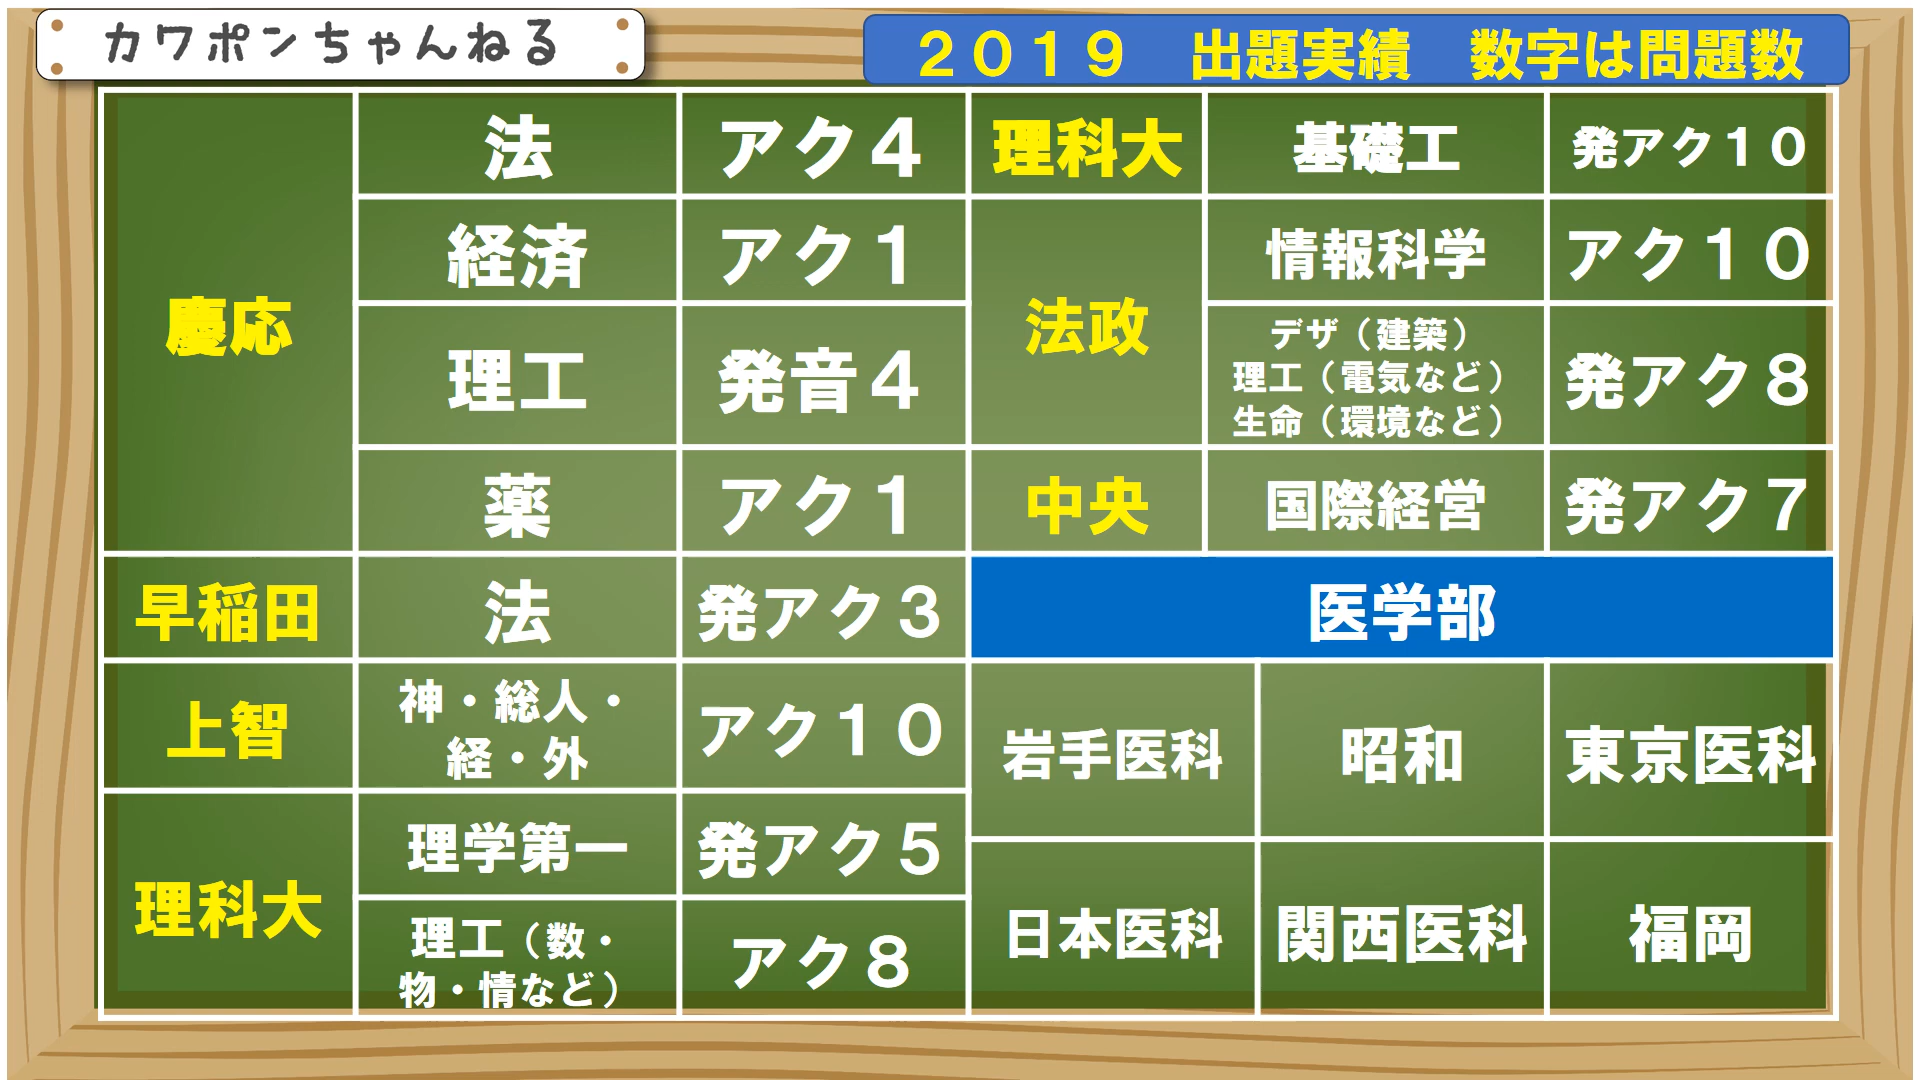 カワポンちゃんねる
２０１９　出題実績　数字は問題数
慶応
法
アク４
経済
アク１
理工
発音４
薬
アク１
早稲田
法
発アク３
上智
神・総人・
経・外
アク１０
理科大
理学第一
発アク５
理工（数・
物・情など）
アク８
理科大
基礎工
発アク１０
法政
情報科学
アク１０
デザ（建築）
理工（電気など）
生命（環境など）
発アク８
中央
国際経営
発アク７
医学部
岩手医科
昭和
東京医科
日本医科
関西医科
福岡